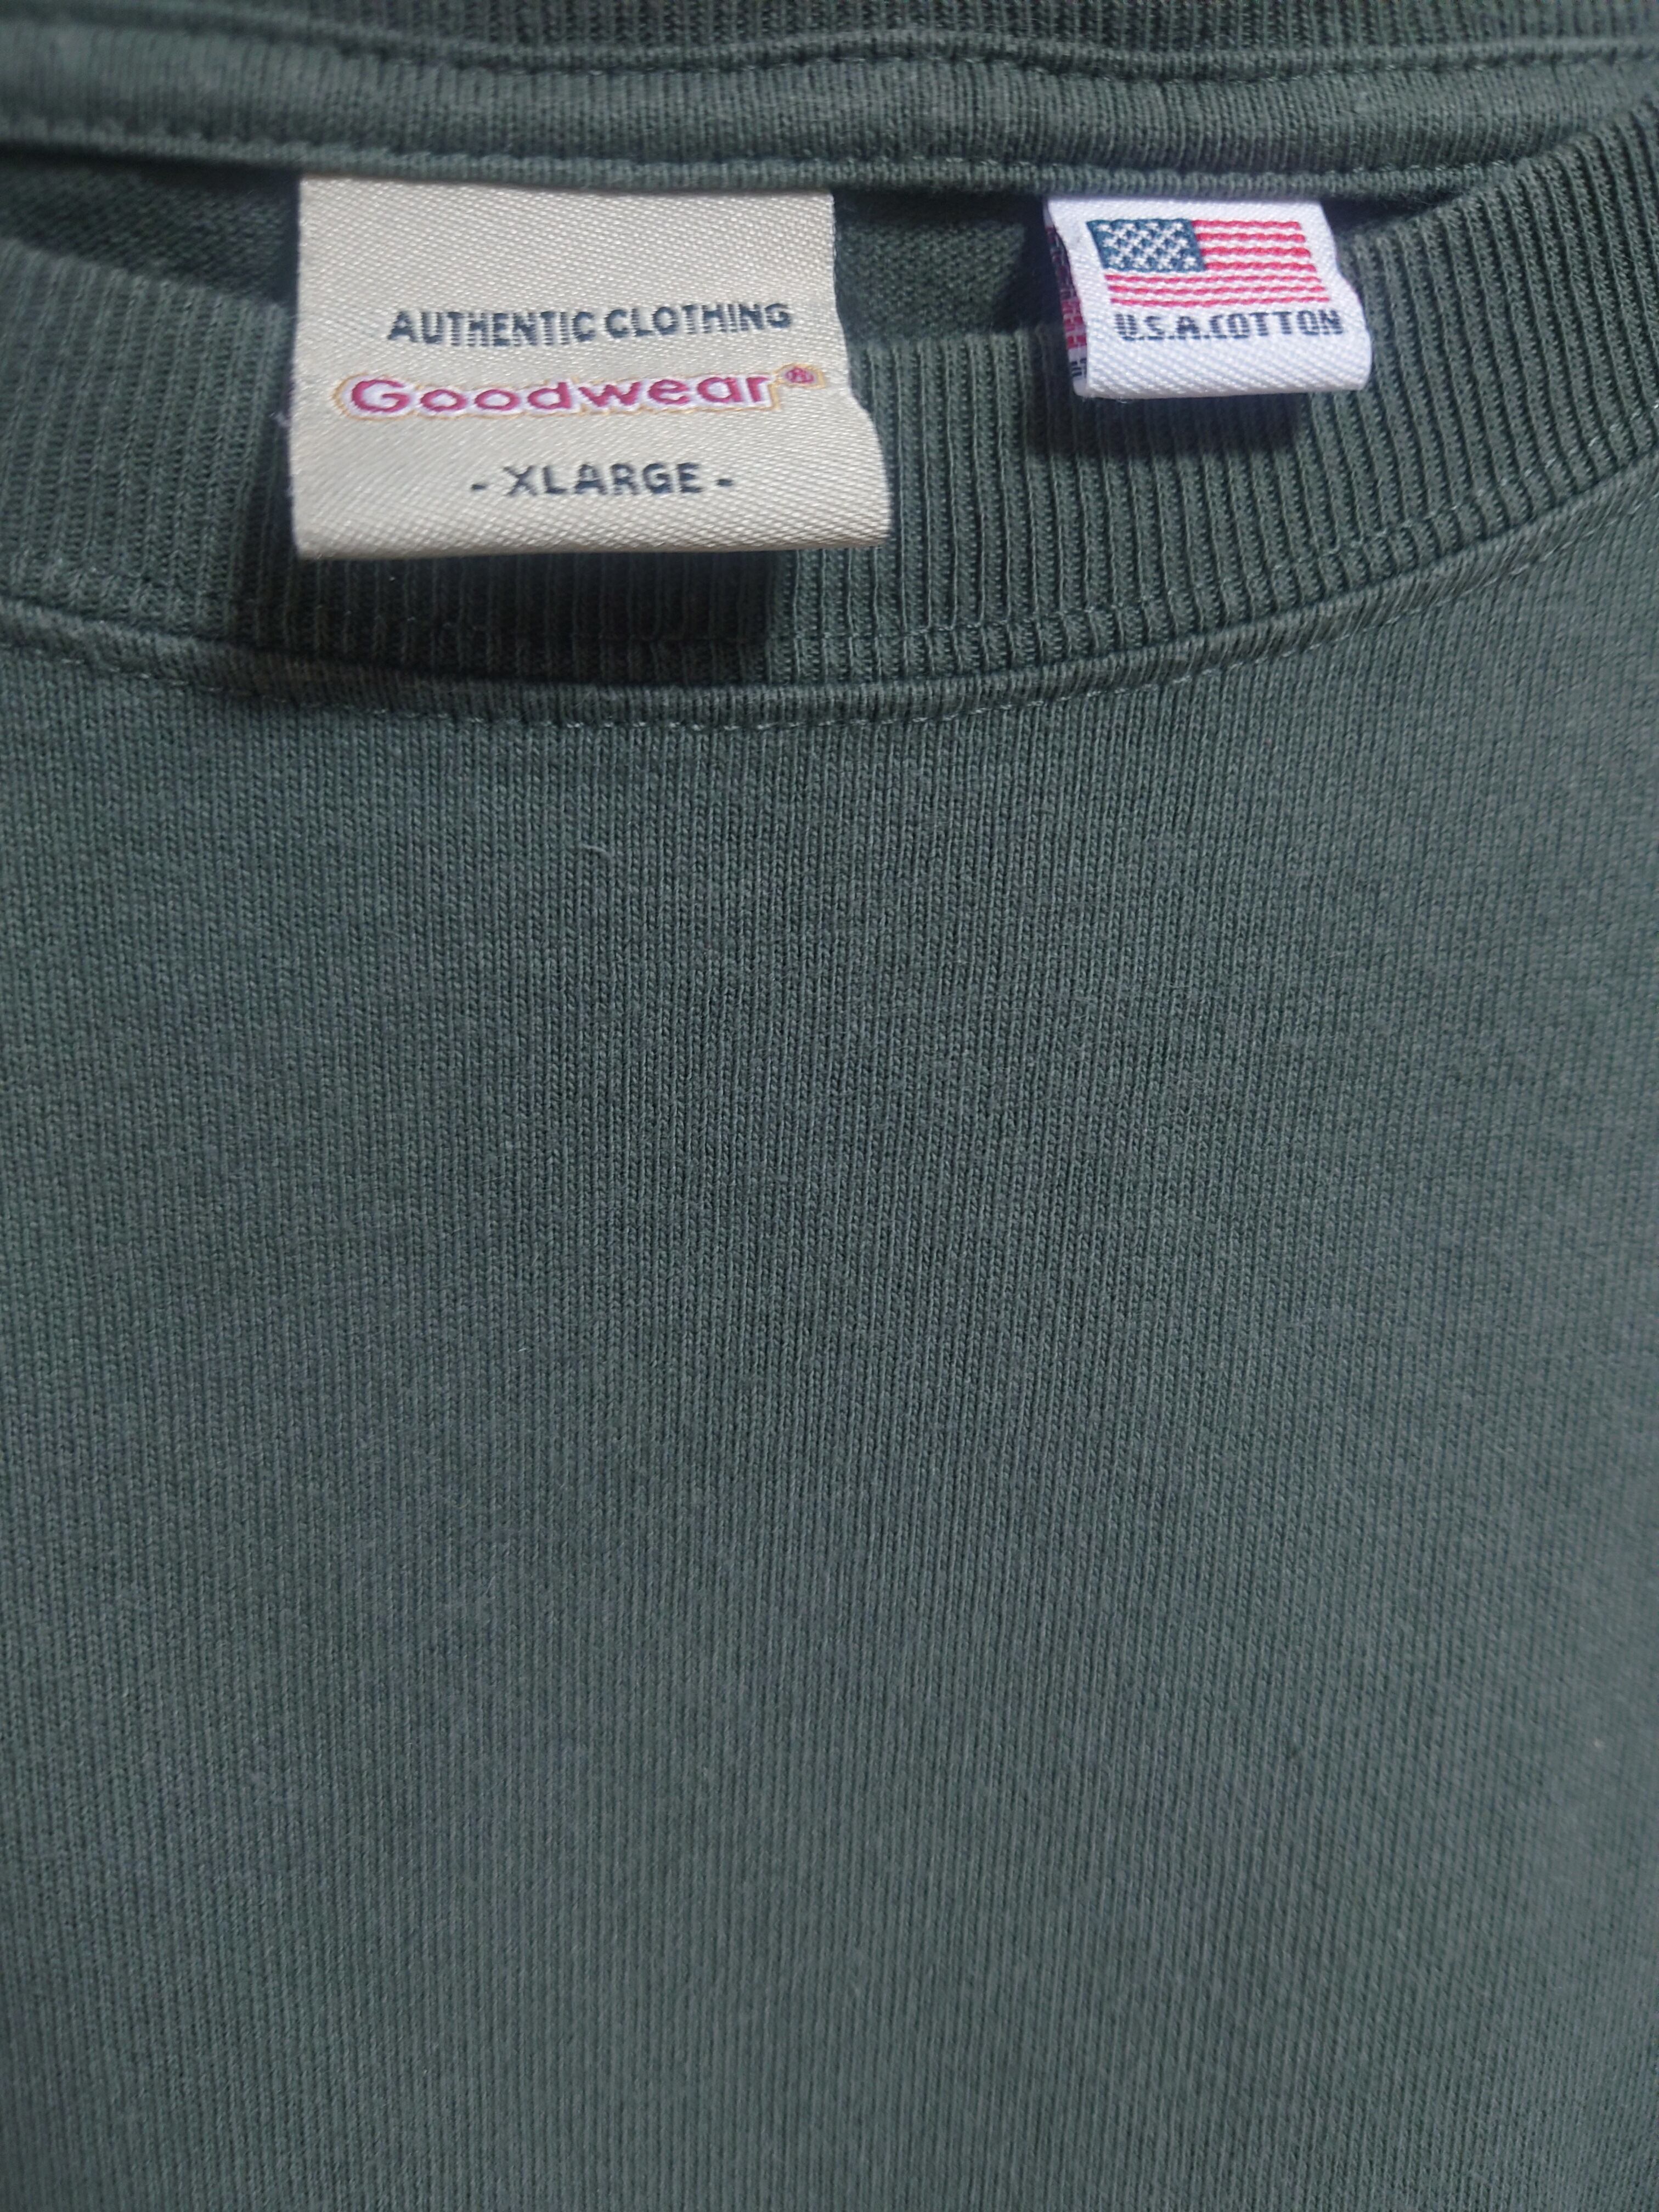 AUTHENTIC CLOTHING
Goodwear®
- XLARGE -
U.S.A.COTTON